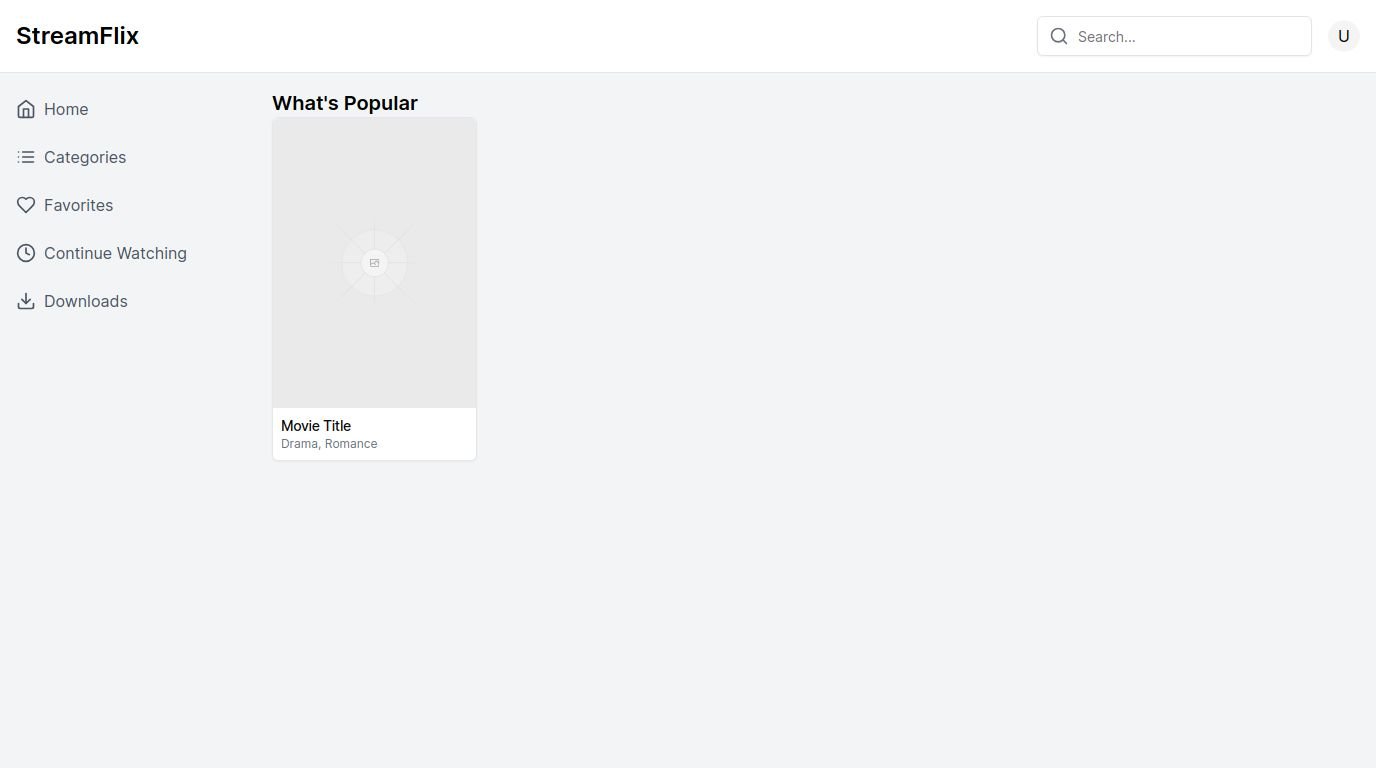 StreamFlix
Search...
U
Home
Categories
Favorites
Continue Watching
Downloads
What's Popular
Movie Title
Drama, Romance